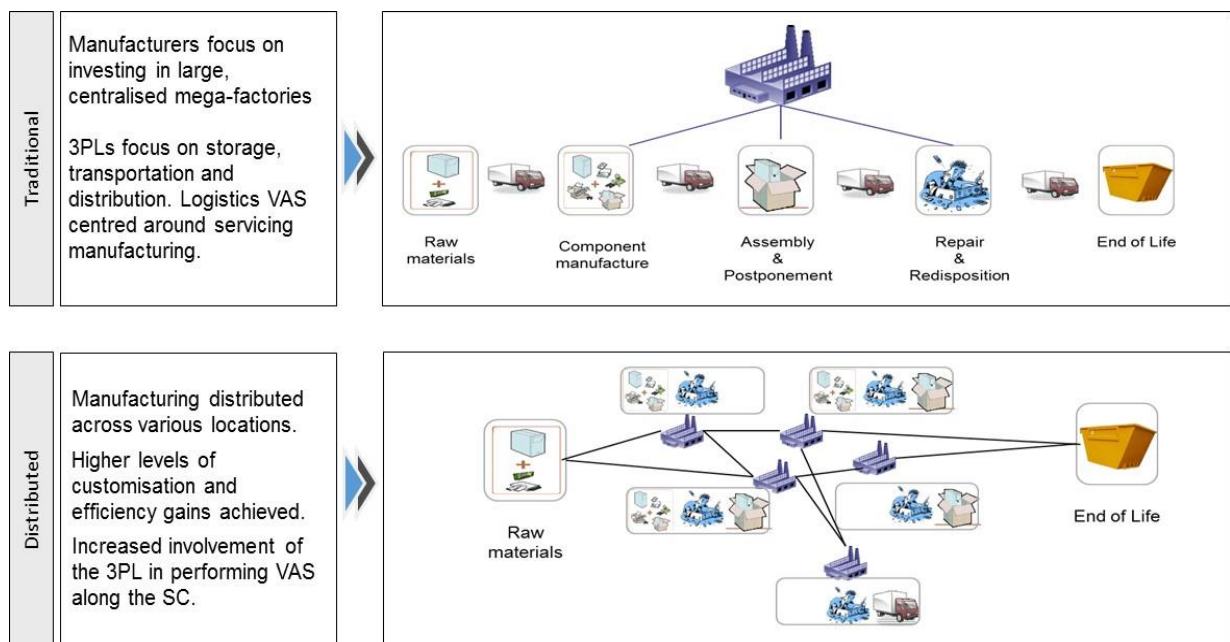 Traditional
Manufacturers focus on
investing in large,
centralised mega-factories
3PLs focus on storage,
transportation and
distribution. Logistics VAS
centred around servicing
manufacturing.
Raw
materials
Component
manufacture
Assembly
&
Postponement
Repair
&
Redisposition
End of Life
Distributed
Manufacturing distributed
across various locations.
Higher levels of
customisation and
efficiency gains achieved.
Increased involvement of
the 3PL in performing VAS
along the SC.
Raw
materials
End of Life